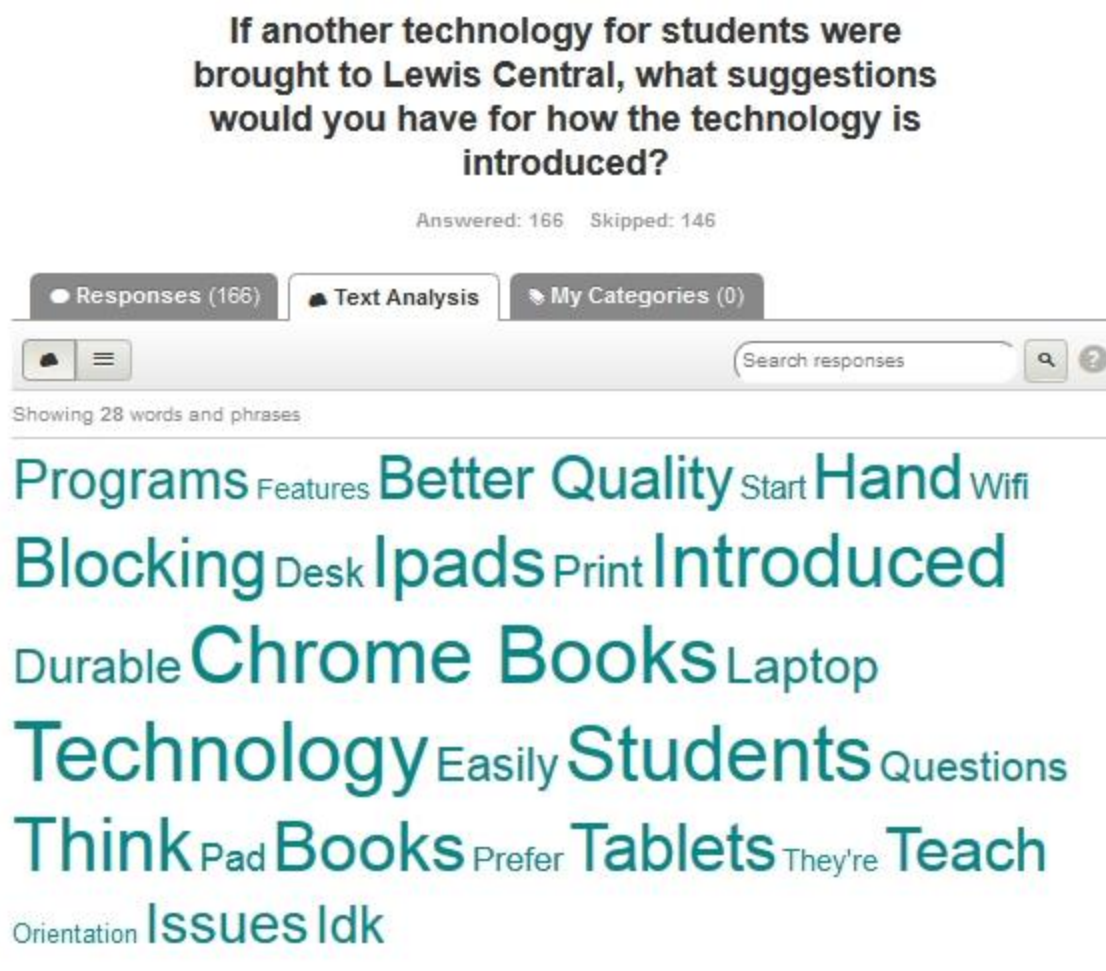 If another technology for students were
brought to Lewis Central, what suggestions
would you have for how the technology is
introduced?
Answered: 166 Skipped: 146
Responses (166) Text Analysis My Categories (0)
Search responses ?
Showing 28 words and phrases
Programs Features Better Quality Start Hand Wifi
Blocking Desk Ipads Print Introduced
Durable Chrome Books Laptop
Technology Easily Students Questions
Think Pad Books Prefer Tablets They're Teach
Orientation Issues Idk